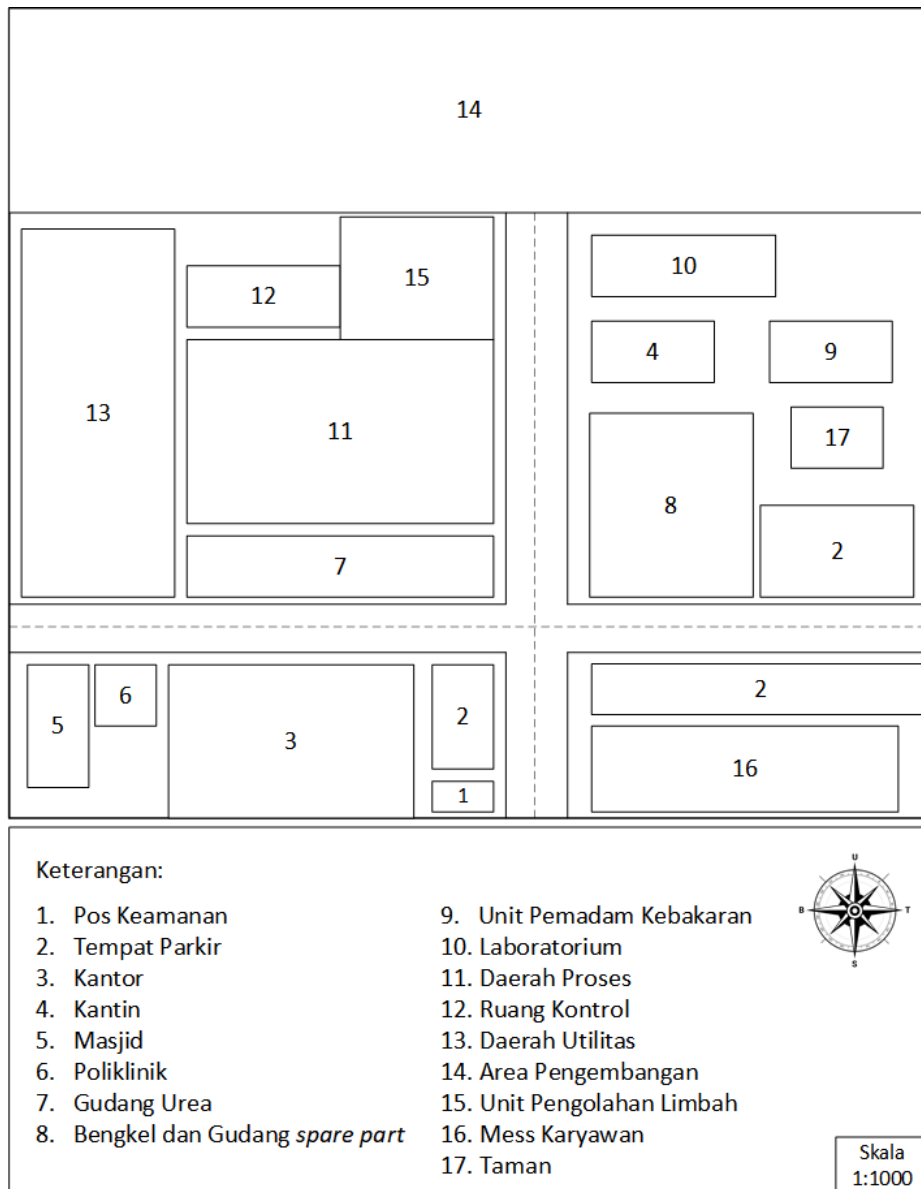 14
15
12
10
4
9
13
11
17
8
2
7
2
6
2
5
3
16
1
Keterangan:
1. Pos Keamanan
2. Tempat Parkir
3. Kantor
4. Kantin
5. Masjid
6. Poliklinik
7. Gudang Urea
8. Bengkel dan Gudang spare part
9. Unit Pemadam Kebakaran
10. Laboratorium
11. Daerah Proses
12. Ruang Kontrol
13. Daerah Utilitas
14. Area Pengembangan
15. Unit Pengolahan Limbah
16. Mess Karyawan
17. Taman
U
B
T
S
Skala
1:1000